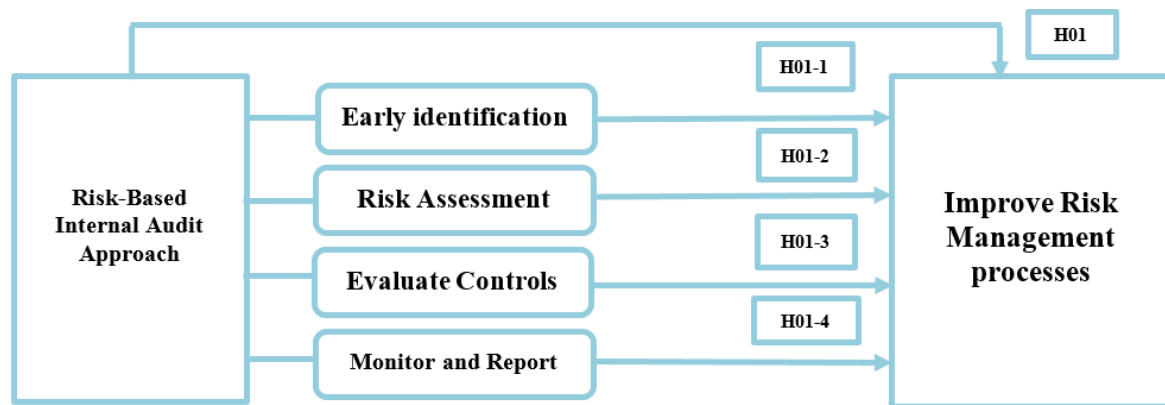 H01
H01-1
Early identification
H01-2
Risk Assessment
Risk-Based
Internal Audit
Approach
Improve Risk
Management
processes
H01-3
Evaluate Controls
H01-4
Monitor and Report